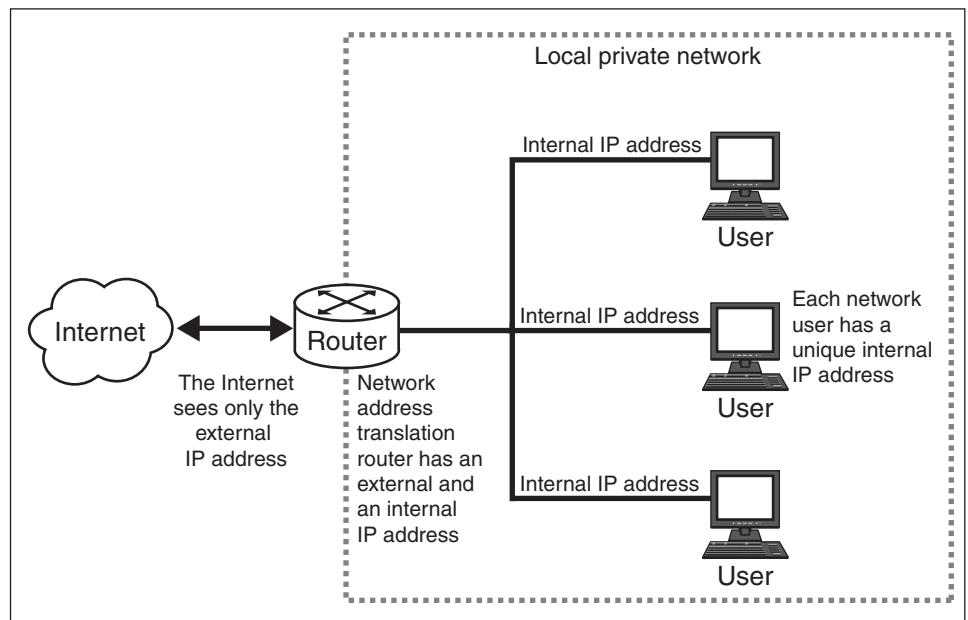 Local private network
Internal IP address
User
Internet
Router
Internal IP address
User
Each network
user has a
unique internal
IP address
The Internet
sees only the
external
IP address
Network
address
translation
router has an
external and
an internal
IP address
Internal IP address
User